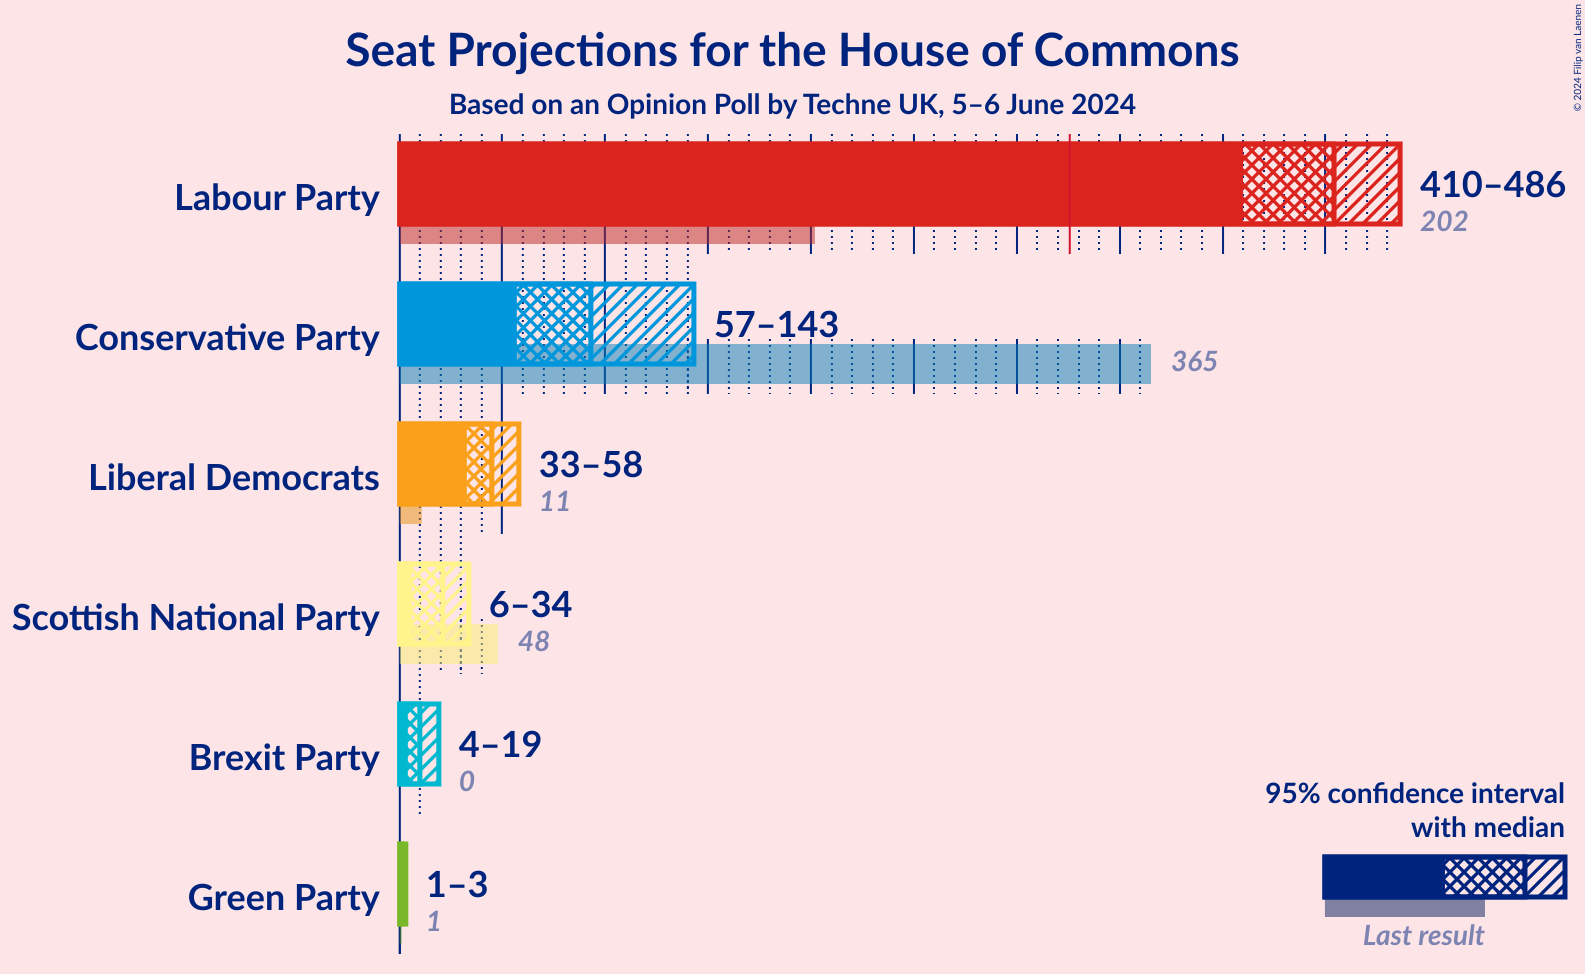 Seat Projections for the House of Commons
Based on an Opinion Poll by Techne UK, 5–6 June 2024
© 2024 Filip van Laenen
Labour Party
410–486
202
Conservative Party
57–143
365
Liberal Democrats
33–58
11
Scottish National Party
6–34
48
Brexit Party
4–19
0
Green Party
1–3
1
95% confidence interval
with median
Last result